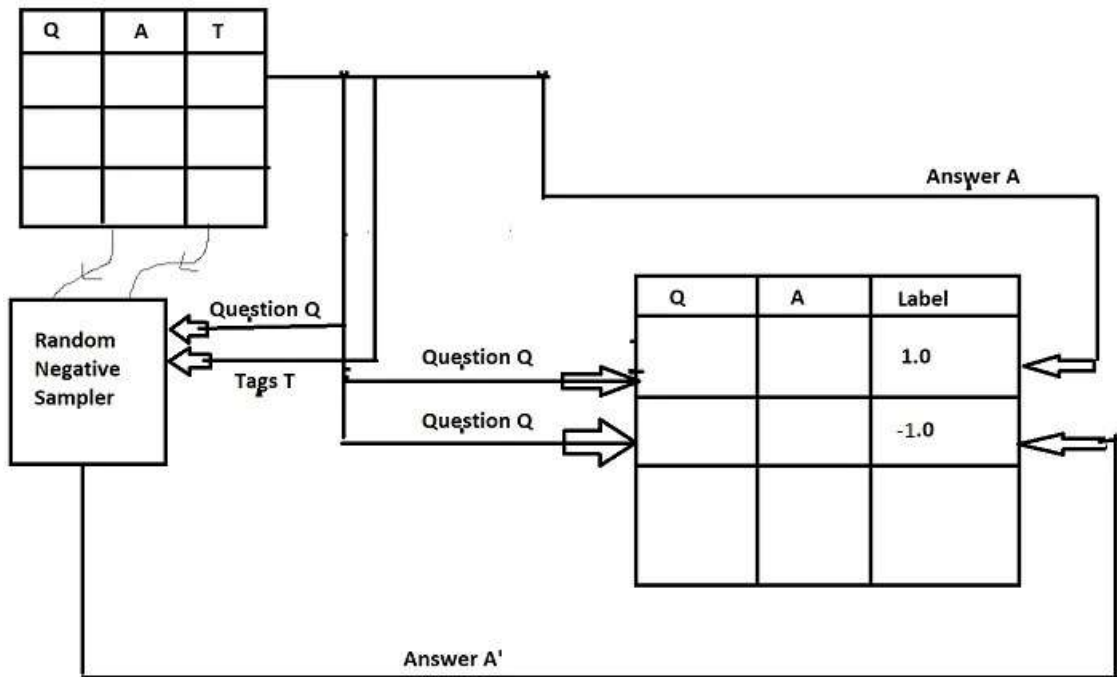 Q A T
Answer A
Q A Label
Question Q
Random
Negative
Sampler
Question Q
1.0
Tags T
Question Q
-1.0
Answer A'